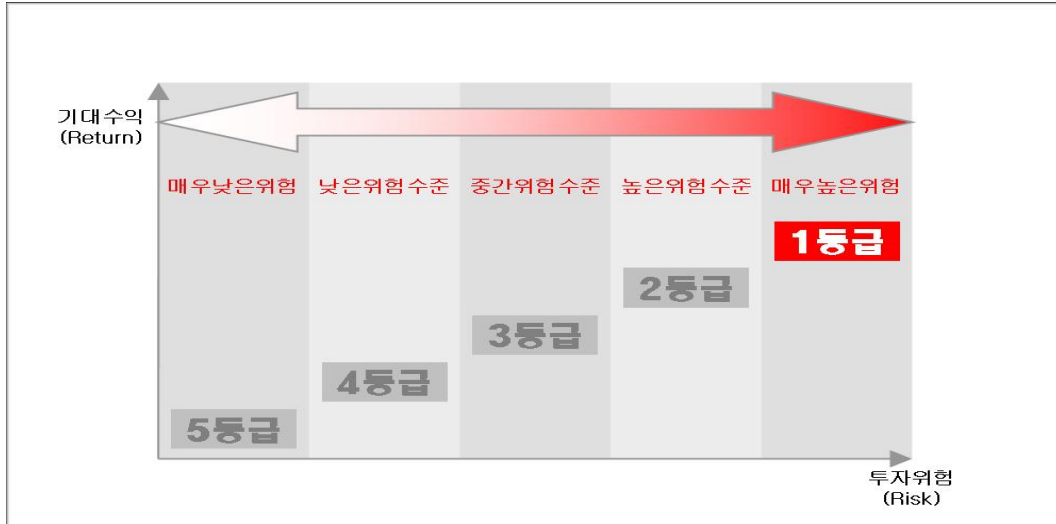 기대수익
(Return)
매우낮은위험 낮은위험수준 중간위험수준 높은위험수준 매우높은위험
1등급
2등급
3등급
4등급
5등급
투자위험
(Risk)